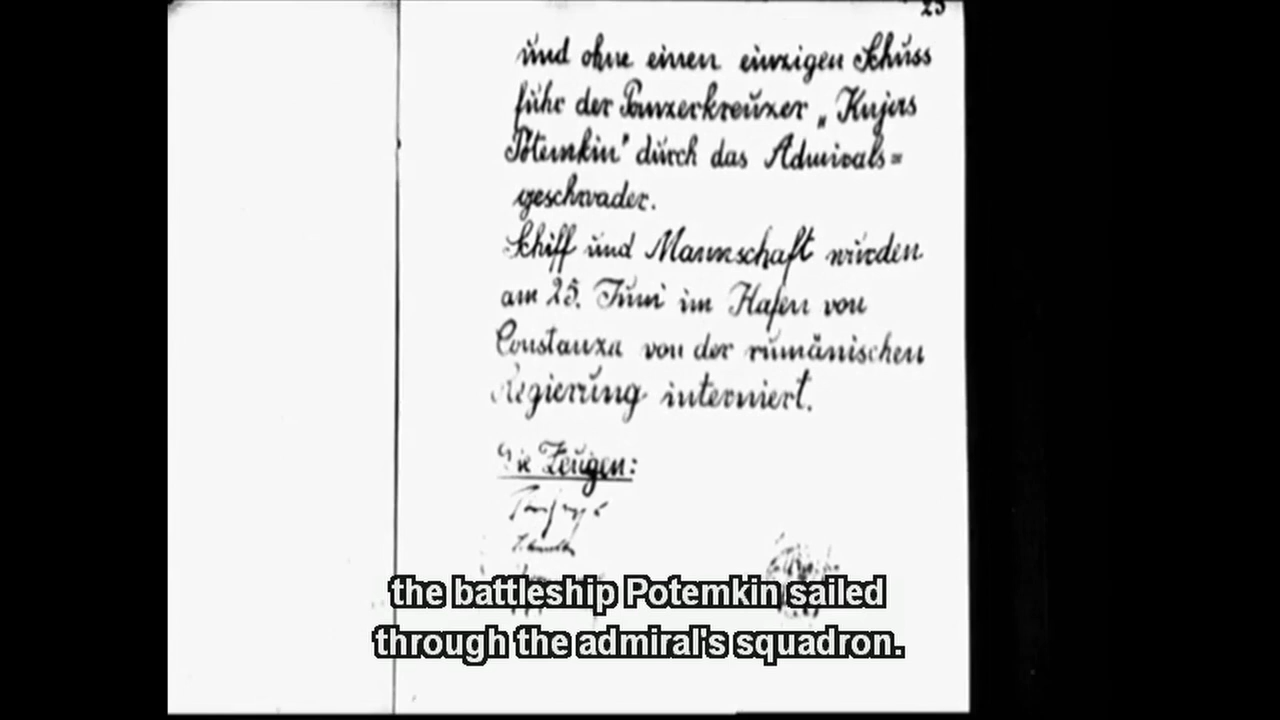 25
und ohne einen einzigen Schuss
fuhr der Panzerkreuzer „Knjas
Potemkin" durch das Admirals=
geschwader.
Schiff und Mannschaft wurden
am 25. Juni im Hafen von
Constanza von der rumänischen
Regierung interniert.
Die Zeugen:
the battleship Potemkin sailed
through the admiral's squadron.